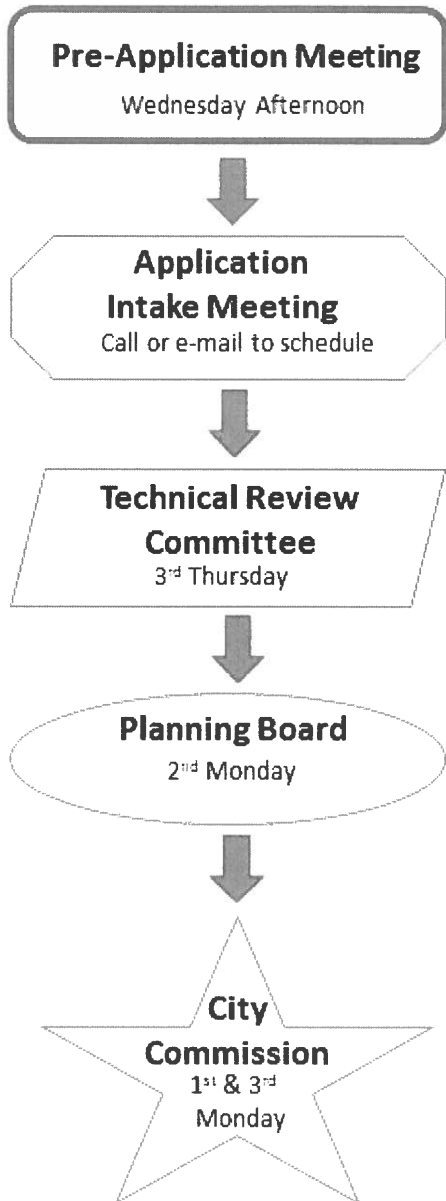 Pre-Application Meeting
Wednesday Afternoon
Application
Intake Meeting
Call or e-mail to schedule
Technical Review
Committee
3rd Thursday
Planning Board
2nd Monday
City
Commission
1st & 3rd
Monday